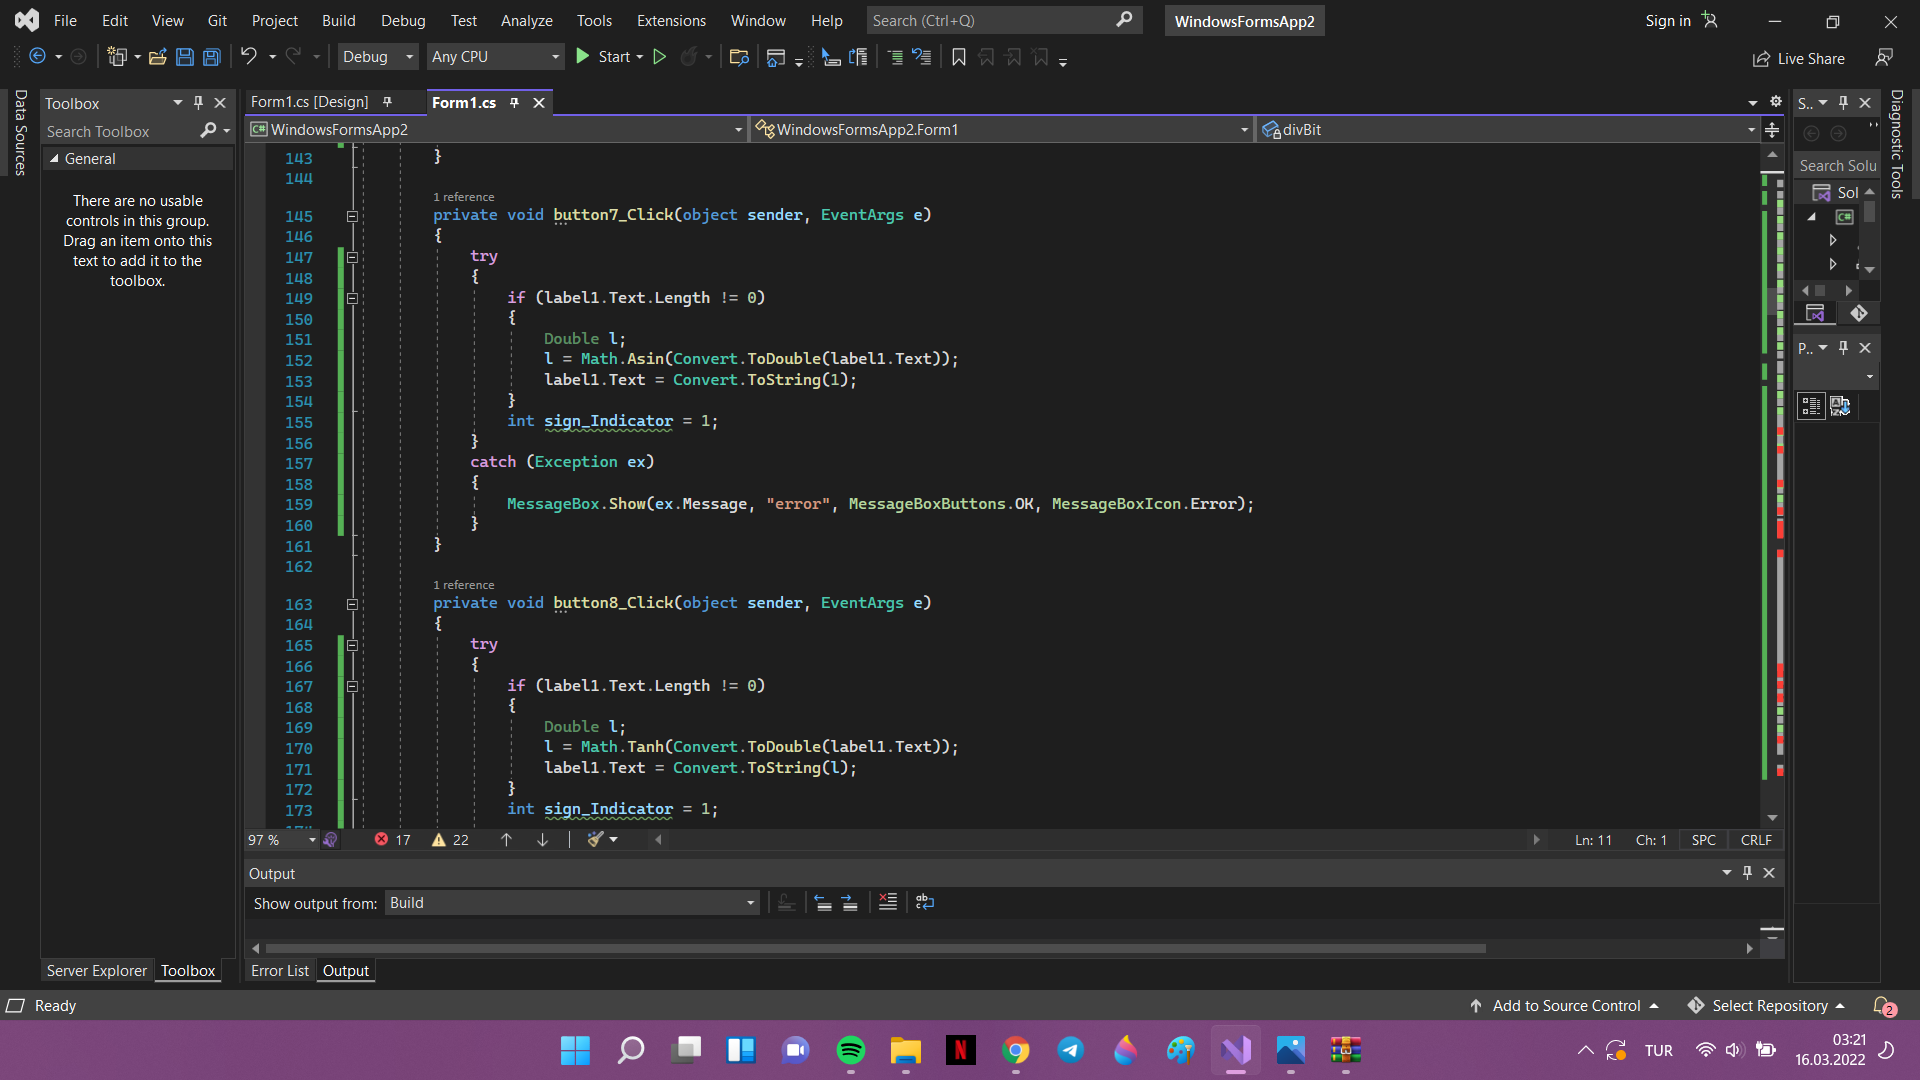 File Edit View Git Project Build Debug Test Analyze Tools Extensions Window Help Search (Ctrl+Q) WindowsFormsApp2 Sign in
Debug Any CPU Start Live Share
Data Sources
Toolbox
Search Toolbox
General
There are no usable
controls in this group.
Drag an item onto this
text to add it to the
toolbox.
Form1.cs [Design] Form1.cs
WindowsFormsApp2 WindowsFormsApp2.Form1 divBit
143 }
144
1 reference
145 private void button7_Click(object sender, EventArgs e)
146 {
147 try
148 {
149 if (label1.Text.Length != 0)
150 {
151 Double l;
152 l = Math.Asin(Convert.ToDouble(label1.Text));
153 label1.Text = Convert.ToString(1);
154 }
155 int sign_Indicator = 1;
156 }
157 catch (Exception ex)
158 {
159 MessageBox.Show(ex.Message, "error", MessageBoxButtons.OK, MessageBoxIcon.Error);
160 }
161 }
162
1 reference
163 private void button8_Click(object sender, EventArgs e)
164 {
165 try
166 {
167 if (label1.Text.Length != 0)
168 {
169 Double l;
170 l = Math.Tanh(Convert.ToDouble(label1.Text));
171 label1.Text = Convert.ToString(l);
172 }
173 int sign_Indicator = 1;
97 % 17 22 Ln: 11 Ch: 1 SPC CRLF
Output
Show output from: Build
Server Explorer Toolbox Error List Output
S..
Search Solu
Sol
P..
Diagnostic Tools
Ready Add to Source Control Select Repository 2
TUR 03:21
16.03.2022